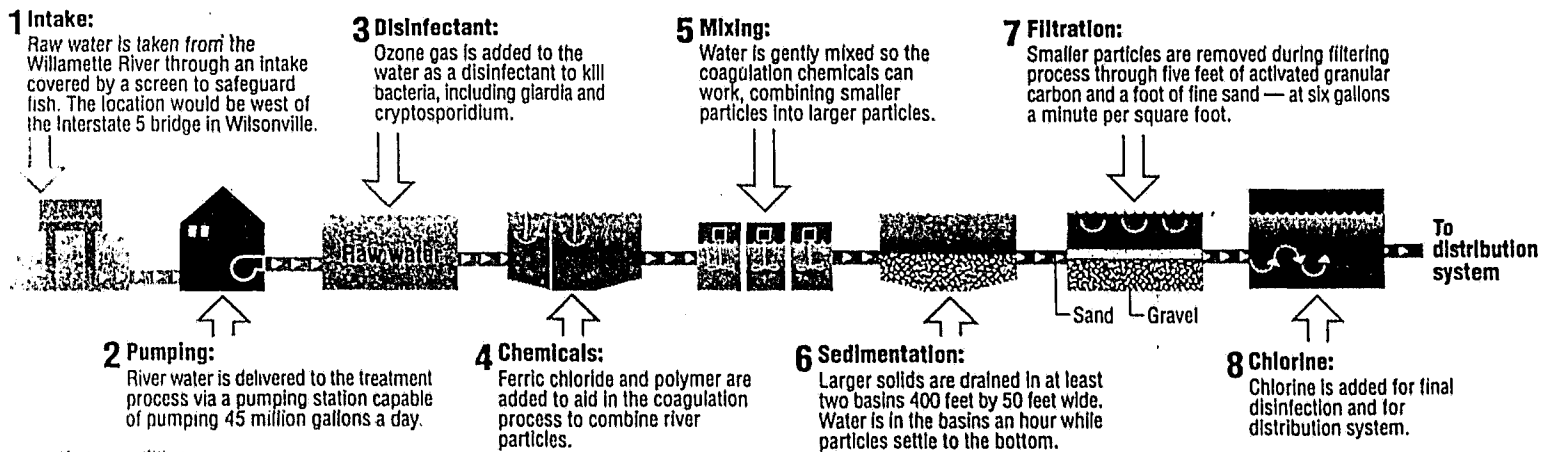 1 Intake:
Raw water is taken from the
Willamette River through an intake
covered by a screen to safeguard
fish. The location would be west of
the Interstate 5 bridge in Wilsonville.
3 Disinfectant:
Ozone gas is added to the
water as a disinfectant to kill
bacteria, including giardia and
cryptosporidium.
5 Mixing:
Water is gently mixed so the
coagulation chemicals can
work, combining smaller
particles into larger particles.
7 Filtration:
Smaller particles are removed during filtering
process through five feet of activated granular
carbon and a foot of fine sand — at six gallons
a minute per square foot.
Raw water
To
distribution
system
Sand
Gravel
2 Pumping:
River water is delivered to the treatment
process via a pumping station capable
of pumping 45 million gallons a day.
4 Chemicals:
Ferric chloride and polymer are
added to aid in the coagulation
process to combine river
particles.
6 Sedimentation:
Larger solids are drained in at least
two basins 400 feet by 50 feet wide.
Water is in the basins an hour while
particles settle to the bottom.
8 Chlorine:
Chlorine is added for final
disinfection and for
distribution system.